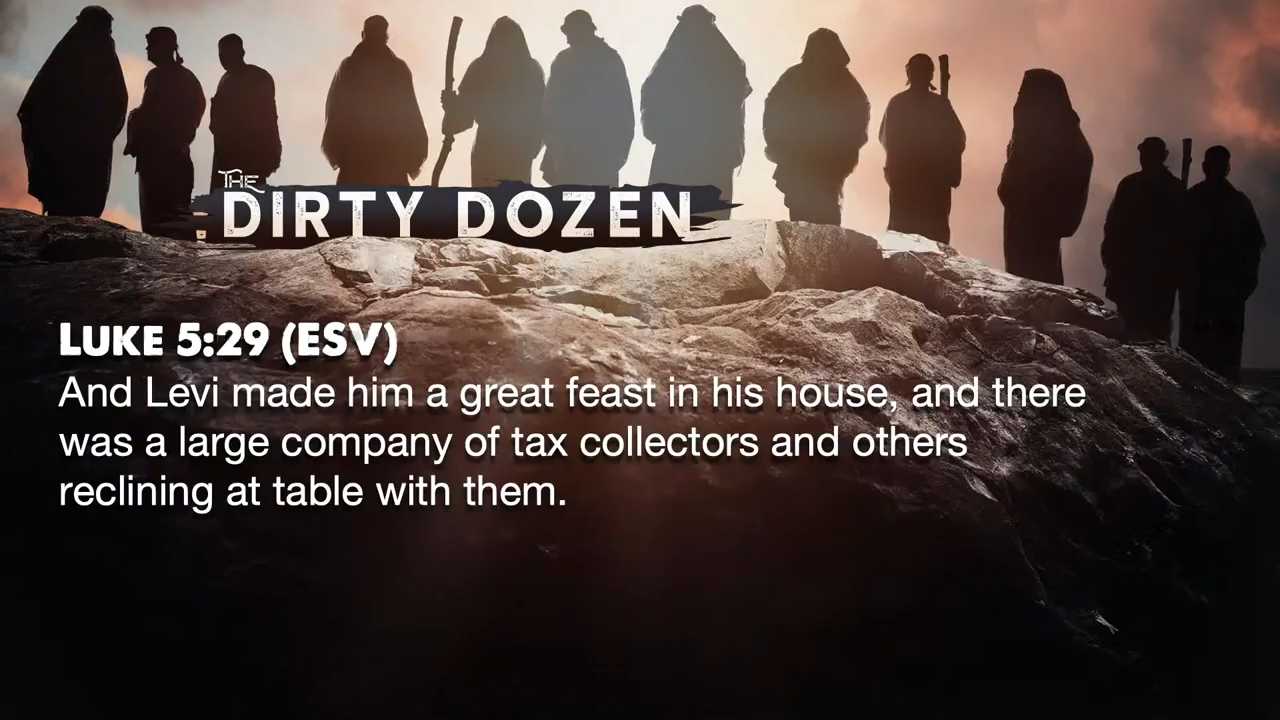 THE
DIRTY DOZEN
LUKE 5:29 (ESV)
And Levi made him a great feast in his house, and there
was a large company of tax collectors and others
reclining at table with them.